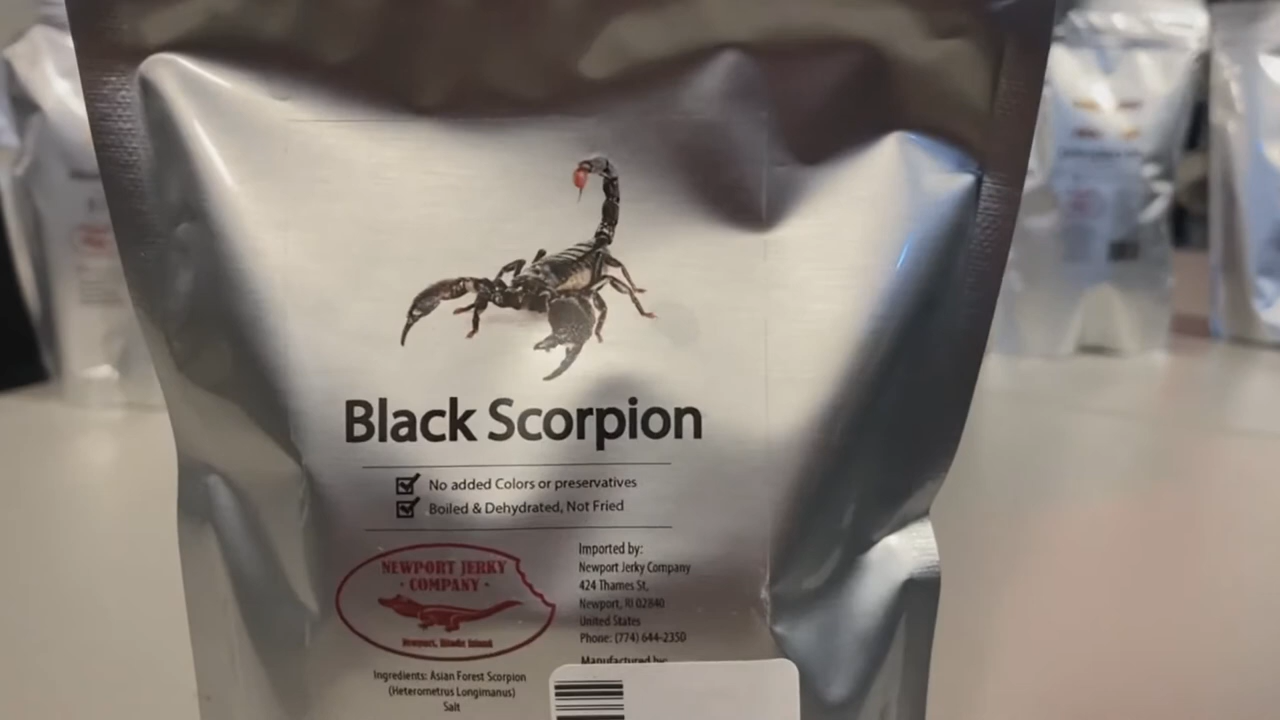 Black Scorpion
No added Colors or preservatives
Boiled & Dehydrated, Not Fried
NEWPORT JERKY
· COMPANY ·
Newport, Rhode Island
Imported by:
Newport Jerky Company
424 Thames St,
Newport, RI 02840
United States
Phone: (774) 644-2350
Manufactured by:
Ingredients: Asian Forest Scorpion
(Heterometrus Longimanus)
Salt